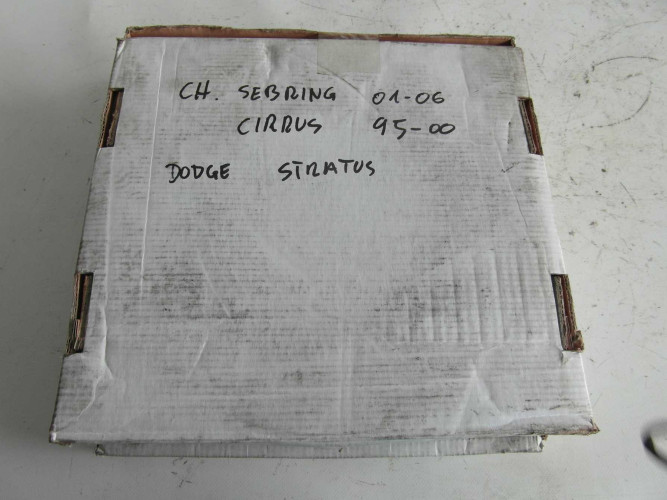 CH. SEBRING 01-06
CIRRUS 95-00
DODGE STRATUS